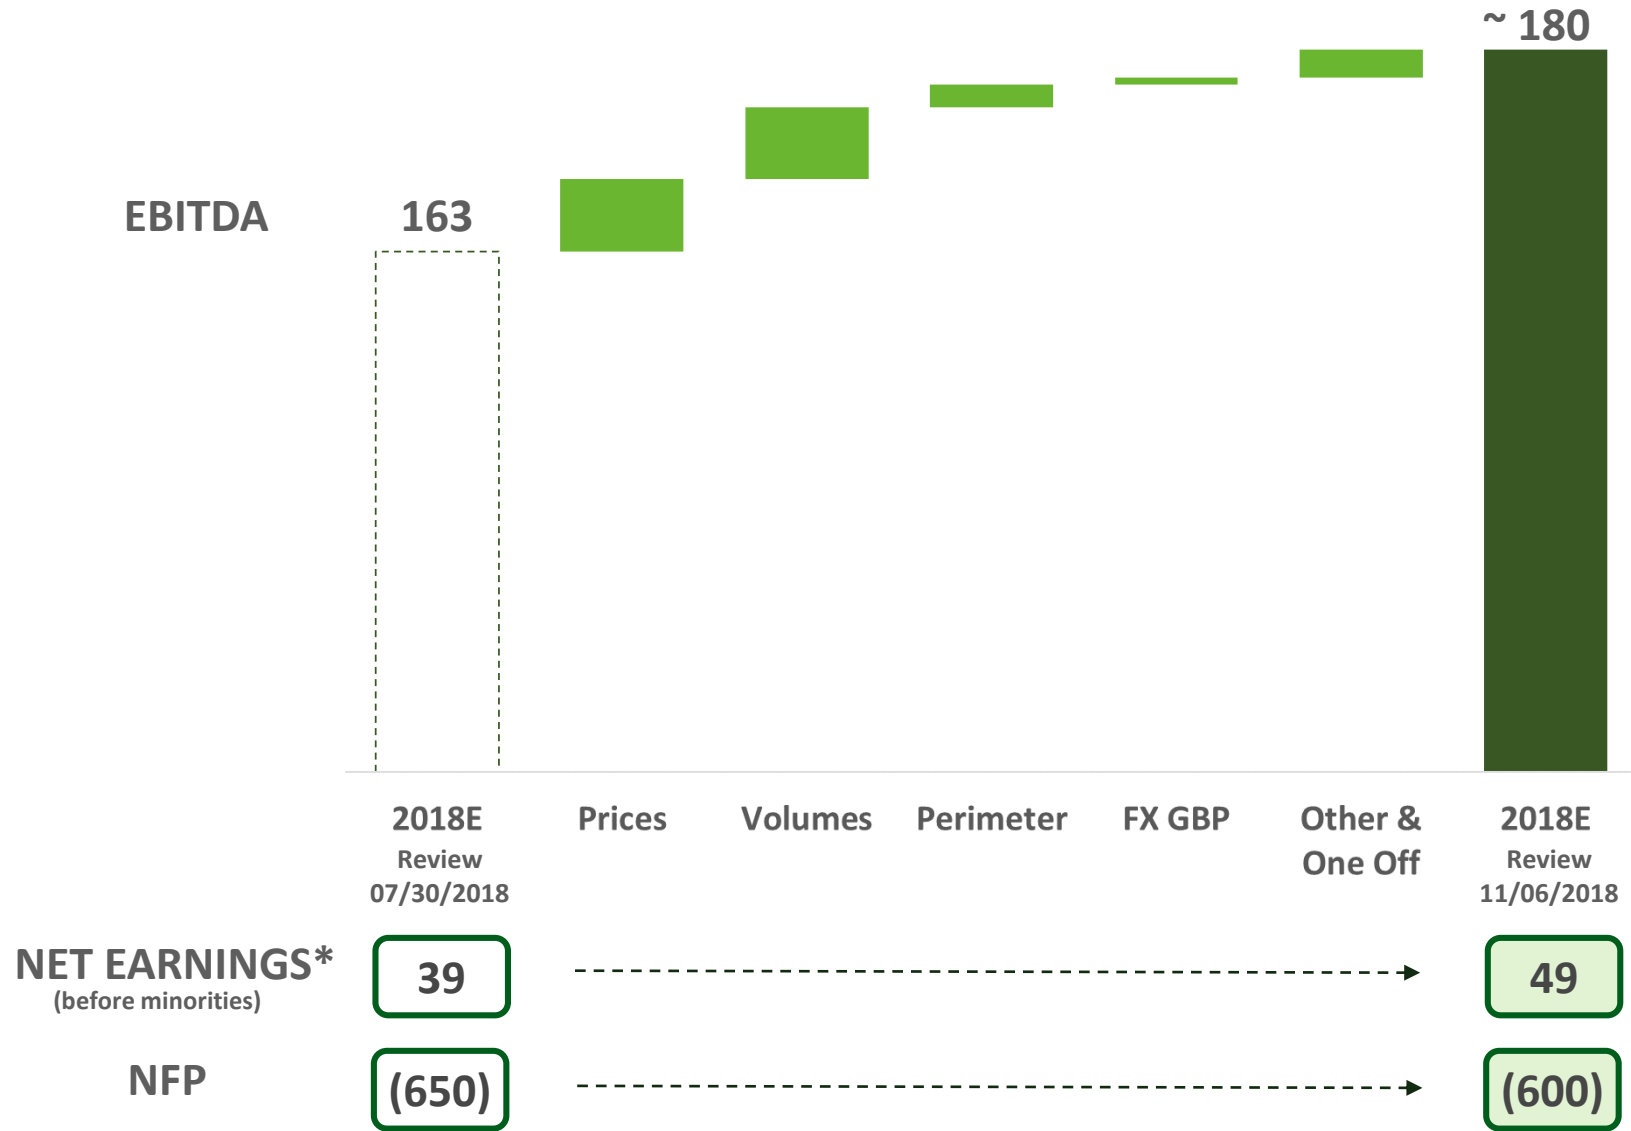 ~ 180
EBITDA
163
2018E
Review
07/30/2018
Prices
Volumes
Perimeter
FX GBP
Other &
One Off
2018E
Review
11/06/2018
NET EARNINGS*
(before minorities)
39
49
NFP
(650)
(600)